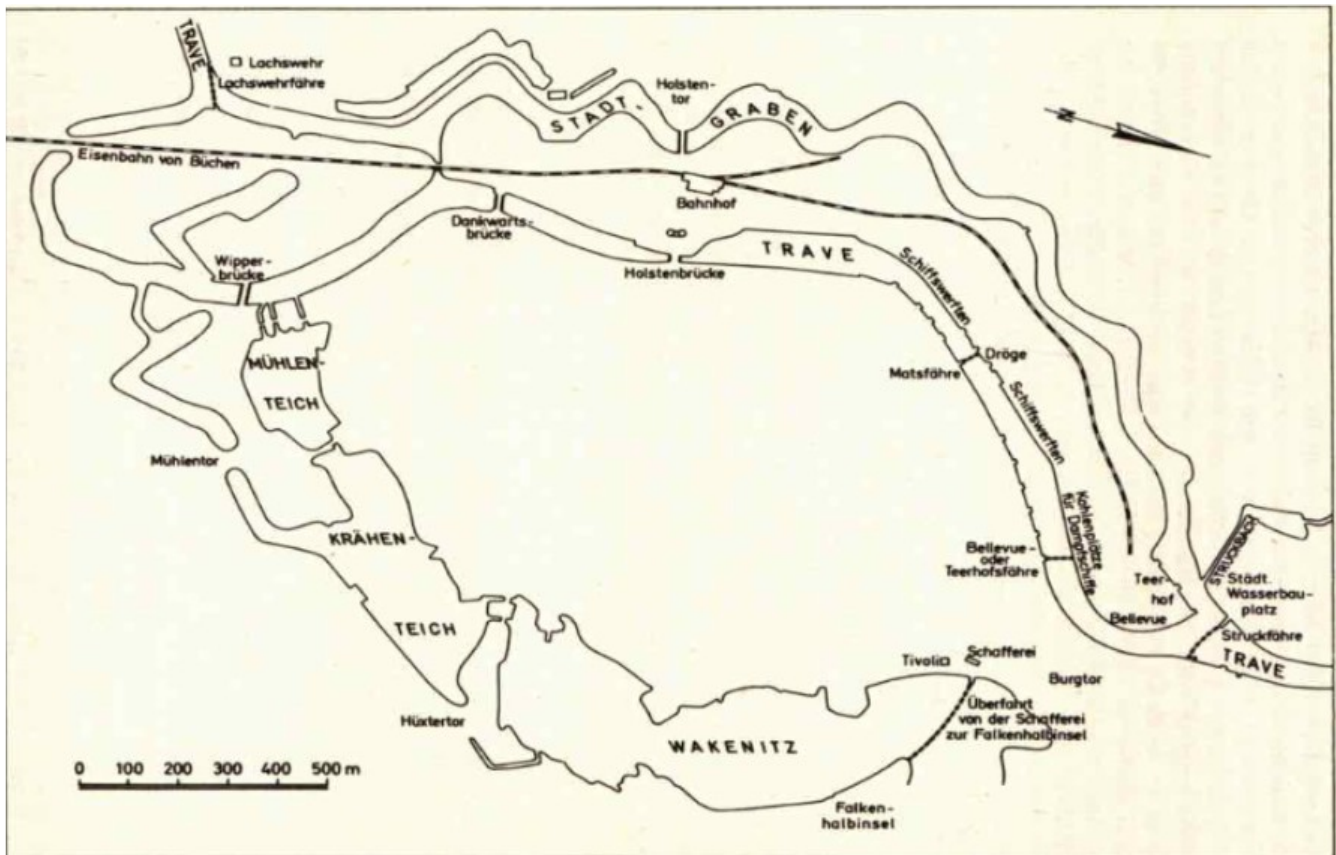 TRAVE
Lachswehr
Lachswehrfähre
Holsten-
tor
STADT-
GRABEN
N
Eisenbahn von Büchen
Bahnhof
Dankwarts-
brücke
Wipper-
brücke
Holstenbrücke
TRAVE
Schiffswerften
MÜHLEN-
TEICH
Matsfähre
Dröge
Schiffswerften
Mühlentor
KRÄHEN-
TEICH
Kohlenplätze
für Dampfschiffe
Bellevue-
oder
Teerhofsfähre
Teer-
hof
Bellevue
STRUCKBACH
Städt.
Wasserbau-
platz
Struckfähre
TRAVE
Tivoli
Schafferei
Burgtor
Überfahrt
von der Schafferei
zur Falkenhalbinsel
Hüxtertor
WAKENITZ
0 100 200 300 400 500 m
Falken-
halbinsel